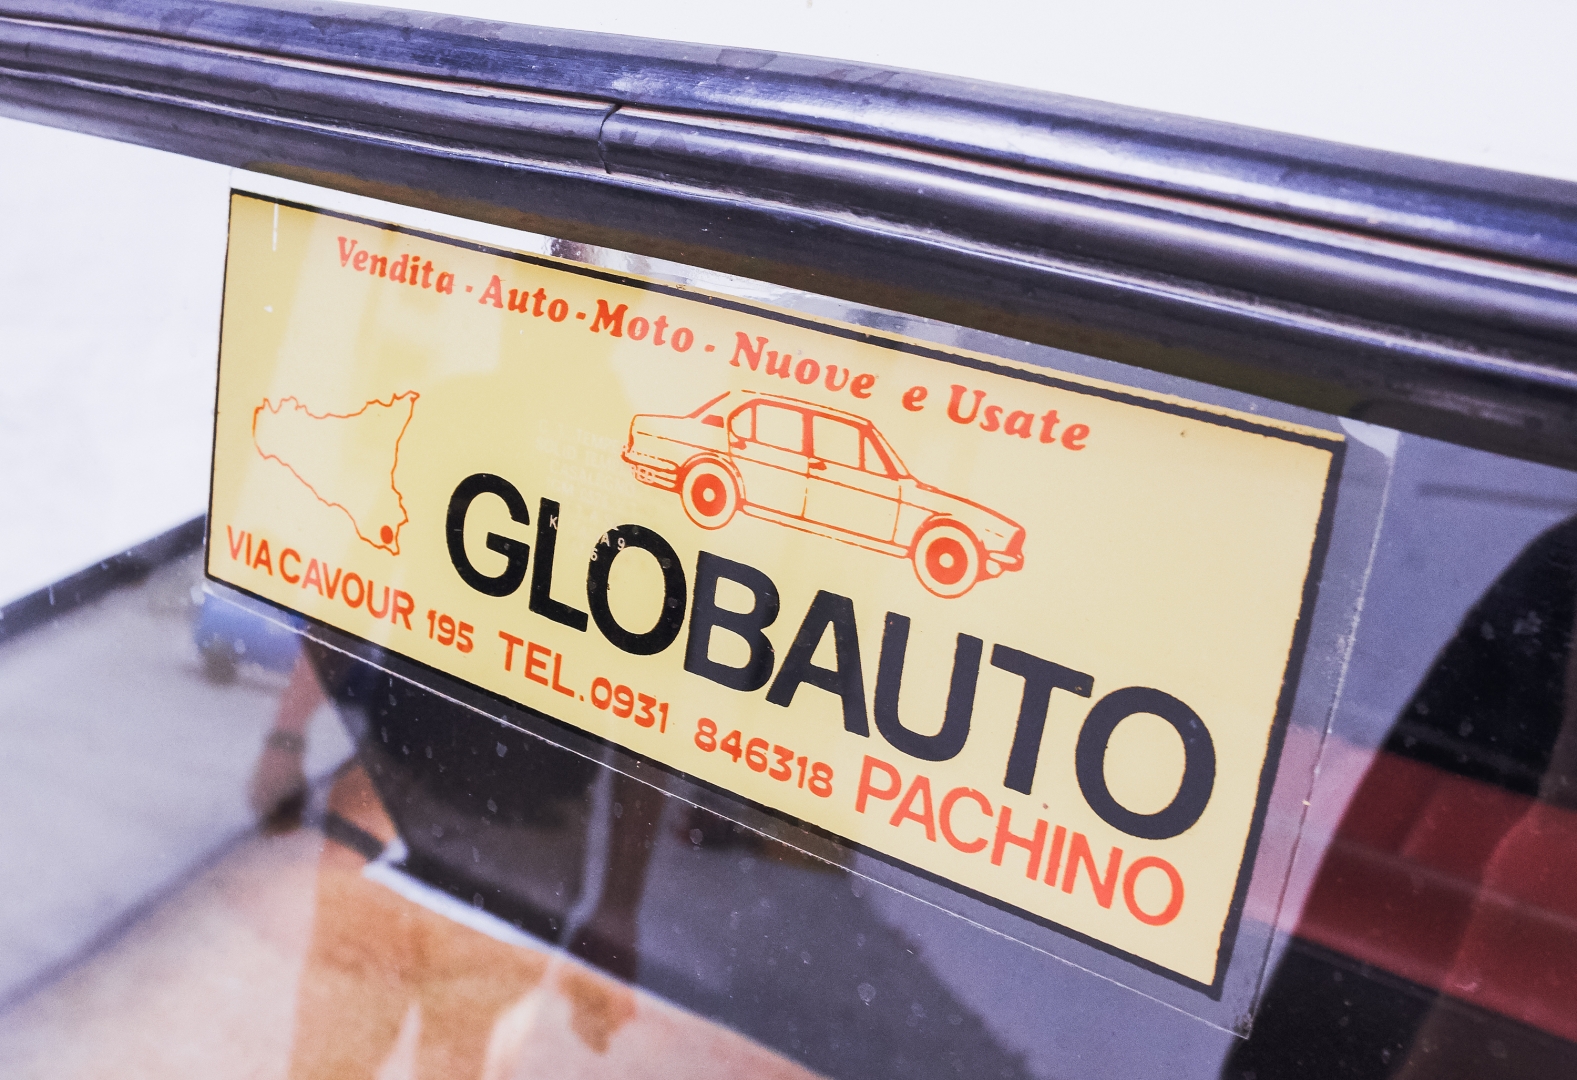 Vendita · Auto - Moto - Nuove e Usate
GLOBAUTO
VIA CAVOUR 195 TEL. 0931 846318 PACHINO